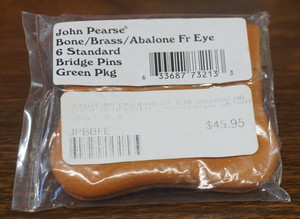 John Pearse®
Bone/Brass/Abalone Fr Eye
6 Standard
Bridge Pins
Green Pkg
6 33687 73213 3
JPBBFE
$45.95